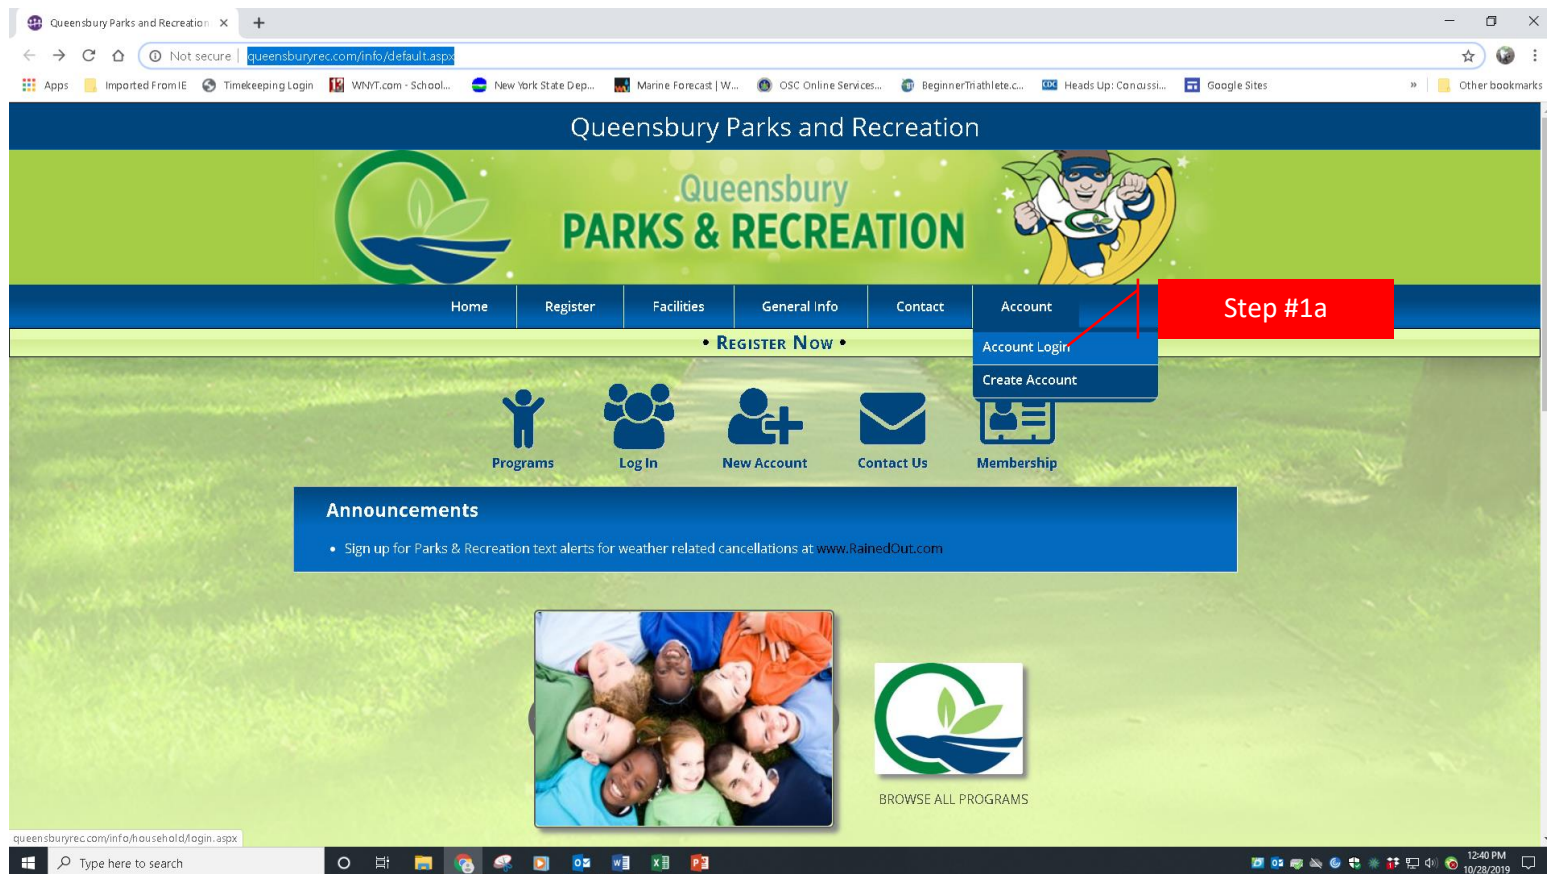 Queensbury Parks and Recreation
Not secure | queensburyrec.com/info/default.aspx
Apps Imported From IE Timekeeping Login WNYT.com - School... New York State Dep... Marine Forecast | W... OSC Online Services... BeginnerTriathlete.c... Heads Up: Concussi... Google Sites » Other bookmarks
Queensbury Parks and Recreation
Queensbury
PARKS & RECREATION
Home Register Facilities General Info Contact Account
Step #1a
• REGISTER NOW •
Account Login
Create Account
Programs Log In New Account Contact Us Membership
Announcements
• Sign up for Parks & Recreation text alerts for weather related cancellations at www.RainedOut.com
BROWSE ALL PROGRAMS
queensburyrec.com/info/household/login.aspx
Type here to search
12:40 PM
10/28/2019